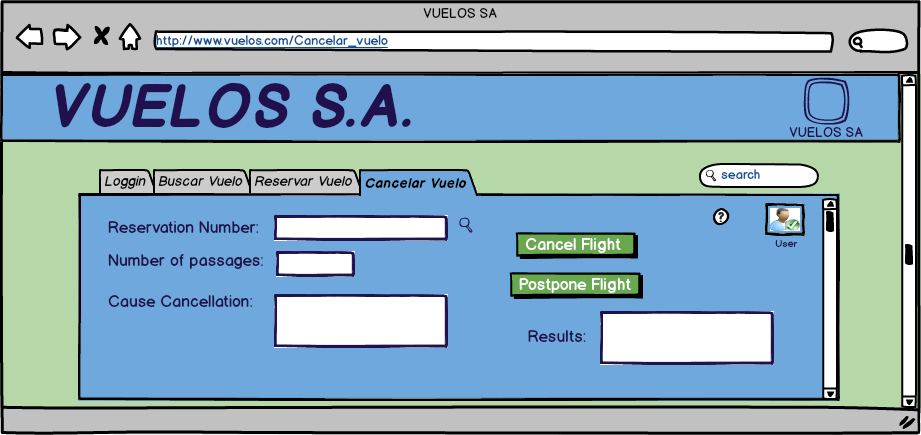 VUELOS SA
http://www.vuelos.com/Cancelar_vuelo
VUELOS S.A.
VUELOS SA
Loggin
Buscar Vuelo
Reservar Vuelo
Cancelar Vuelo
search
Reservation Number:
?
User
Cancel Flight
Number of passages:
Postpone Flight
Cause Cancellation:
Results: